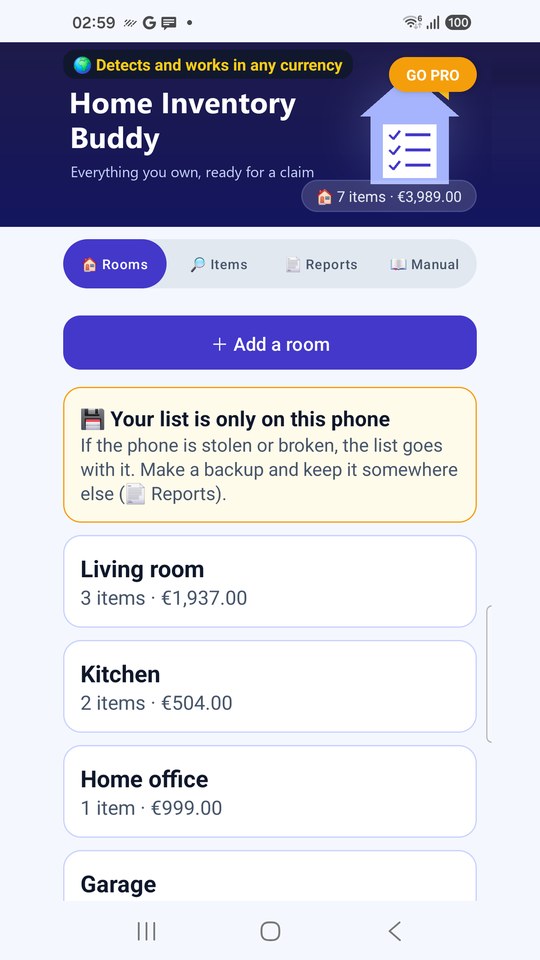 02:59
100
🌍 Detects and works in any currency
GO PRO
Home Inventory
Buddy
Everything you own, ready for a claim
🏠 7 items · €3,989.00
🏠 Rooms
🔎 Items
🧾 Reports
📖 Manual
+ Add a room
💾 Your list is only on this phone
If the phone is stolen or broken, the list goes
with it. Make a backup and keep it somewhere
else (🧾 Reports).
Living room
3 items · €1,937.00
Kitchen
2 items · €504.00
Home office
1 item · €999.00
Garage